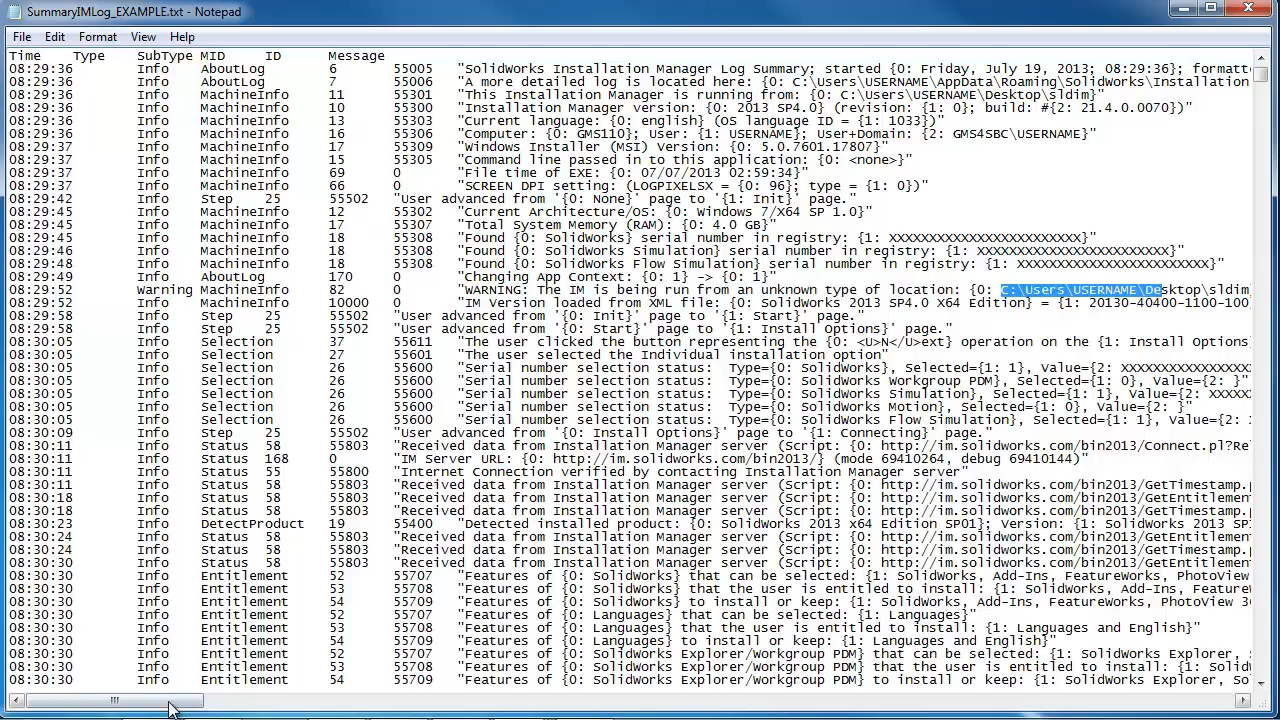 SummaryIMLog_EXAMPLE.txt - Notepad
File Edit Format View Help
Time Type SubType MID ID Message
08:29:36 Info AboutLog 6 55005 "SolidWorks Installation Manager Log Summary; started {0: Friday, July 19, 2013; 08:29:36}; formatt
08:29:36 Info AboutLog 7 55006 "A more detailed log is located here: {0: C:\Users\USERNAME\AppData\Roaming\SolidWorks\Installation
08:29:36 Info MachineInfo 11 55301 "This Installation Manager is running from: {0: C:\Users\USERNAME\Desktop\sldim}
08:29:36 Info MachineInfo 10 55300 "Installation Manager version: {0: 2013 SP4.0} (revision: {1: 0}; build: #{2: 21.4.0.0070})"
08:29:36 Info MachineInfo 13 55303 "Current language: {0: english} (OS language ID = {1: 1033})"
08:29:36 Info MachineInfo 16 55306 "Computer: {0: GMS110}; User: {1: USERNAME}; User+Domain: {2: GMS4SBC\USERNAME}"
08:29:37 Info MachineInfo 17 55309 "Windows Installer (MSI) Version: {0: 5.0.7601.17807}"
08:29:37 Info MachineInfo 15 55305 "Command line passed in to this application: {0: <none>}"
08:29:37 Info MachineInfo 69 0 "File time of EXE: {0: 07/07/2013 02:59:34}"
08:29:37 Info MachineInfo 66 0 "SCREEN DPI setting: (LOGPIXELSX = {0: 96}; type = {1: 0})"
08:29:42 Info Step 25 55502 "User advanced from '{0: None}' page to '{1: Init}' page."
08:29:45 Info MachineInfo 12 55302 "Current Architecture/OS: {0: Windows 7/X64 SP 1.0}"
08:29:45 Info MachineInfo 17 55307 "Total System Memory (RAM): {0: 4.0 GB}"
08:29:45 Info MachineInfo 18 55308 "Found {0: SolidWorks} serial number in registry: {1: XXXXXXXXXXXXXXXXXXXXXXXX}"
08:29:46 Info MachineInfo 18 55308 "Found {0: SolidWorks Simulation} serial number in registry: {1: XXXXXXXXXXXXXXXXXXXXXXXX}"
08:29:48 Info MachineInfo 18 55308 "Found {0: SolidWorks Flow Simulation} serial number in registry: {1: XXXXXXXXXXXXXXXXXXXXXXXX}"
08:29:49 Info AboutLog 170 0 "Changing App Context: {0: 1} -> {0: 1}"
08:29:52 Warning MachineInfo 82 0 "WARNING: The IM is being run from an unknown type of location: {0: C:\Users\USERNAME\Desktop\sldim
08:29:52 Info MachineInfo 10000 0 "IM Version loaded from XML file: {0: SolidWorks 2013 SP4.0 X64 Edition} = {1: 20130-40400-1100-100
08:29:58 Info Step 25 55502 "User advanced from '{0: Init}' page to '{1: Start}' page."
08:30:05 Info Step 25 55502 "User advanced from '{0: Start}' page to '{1: Install Options}' page."
08:30:05 Info Selection 37 55611 "The user clicked the button representing the {0: <U>N</U>ext} operation on the {1: Install Options}
08:30:05 Info Selection 27 55601 "The user selected the Individual installation option"
08:30:05 Info Selection 26 55600 "Serial number selection status: Type={0: SolidWorks}, Selected={1: 1}, Value={2: XXXXXXXXXXXXXXXX
08:30:05 Info Selection 26 55600 "Serial number selection status: Type={0: SolidWorks Workgroup PDM}, Selected={1: 0}, Value={2: }"
08:30:05 Info Selection 26 55600 "Serial number selection status: Type={0: SolidWorks Simulation}, Selected={1: 1}, Value={2: XXXXX
08:30:05 Info Selection 26 55600 "Serial number selection status: Type={0: SolidWorks Motion}, Selected={1: 0}, Value={2: }"
08:30:05 Info Selection 26 55600 "Serial number selection status: Type={0: SolidWorks Flow Simulation}, Selected={1: 1}, Value={2:
08:30:09 Info Step 25 55502 "User advanced from '{0: Install Options}' page to '{1: Connecting}' page."
08:30:11 Info Status 58 55803 "Received data from Installation Manager server (Script: {0: http://im.solidworks.com/bin2013/Connect.pl?Re
08:30:11 Info Status 168 0 "IM Server URL: {0: http://im.solidworks.com/bin2013/} (mode 69410264, debug 69410144)"
08:30:11 Info Status 55 55800 "Internet Connection verified by contacting Installation Manager server"
08:30:11 Info Status 58 55803 "Received data from Installation Manager server (Script: {0: http://im.solidworks.com/bin2013/GetTimestamp.
08:30:18 Info Status 58 55803 "Received data from Installation Manager server (Script: {0: http://im.solidworks.com/bin2013/GetEntitlement
08:30:18 Info Status 58 55803 "Received data from Installation Manager server (Script: {0: http://im.solidworks.com/bin2013/GetTimestamp.
08:30:23 Info DetectProduct 19 55400 "Detected installed product: {0: SolidWorks 2013 x64 Edition SP01}; Version: {1: Solidworks 2013 SP
08:30:24 Info Status 58 55803 "Received data from Installation Manager server (Script: {0: http://im.solidworks.com/bin2013/GetEntitlement
08:30:24 Info Status 58 55803 "Received data from Installation Manager server (Script: {0: http://im.solidworks.com/bin2013/GetTimestamp.
08:30:30 Info Status 58 55803 "Received data from Installation Manager server (Script: {0: http://im.solidworks.com/bin2013/GetEntitlement
08:30:30 Info Entitlement 52 55707 "Features of {0: SolidWorks} that can be selected: {1: SolidWorks, Add-Ins, FeatureWorks, PhotoView
08:30:30 Info Entitlement 53 55708 "Features of {0: SolidWorks} that the user is entitled to install: {1: SolidWorks, Add-Ins, Feature
08:30:30 Info Entitlement 54 55709 "Features of {0: SolidWorks} to install or keep: {1: SolidWorks, Add-Ins, FeatureWorks, PhotoView 3
08:30:30 Info Entitlement 52 55707 "Features of {0: Languages} that can be selected: {1: Languages}"
08:30:30 Info Entitlement 53 55708 "Features of {0: Languages} that the user is entitled to install: {1: Languages and English}"
08:30:30 Info Entitlement 54 55709 "Features of {0: Languages} to install or keep: {1: Languages and English}"
08:30:30 Info Entitlement 52 55707 "Features of {0: SolidWorks Explorer/Workgroup PDM} that can be selected: {1: SolidWorks Explorer,
08:30:30 Info Entitlement 53 55708 "Features of {0: SolidWorks Explorer/Workgroup PDM} that the user is entitled to install: {1: Solid
08:30:30 Info Entitlement 54 55709 "Features of {0: SolidWorks Explorer/Workgroup PDM} to install or keep: {1: SolidWorks Explorer, So